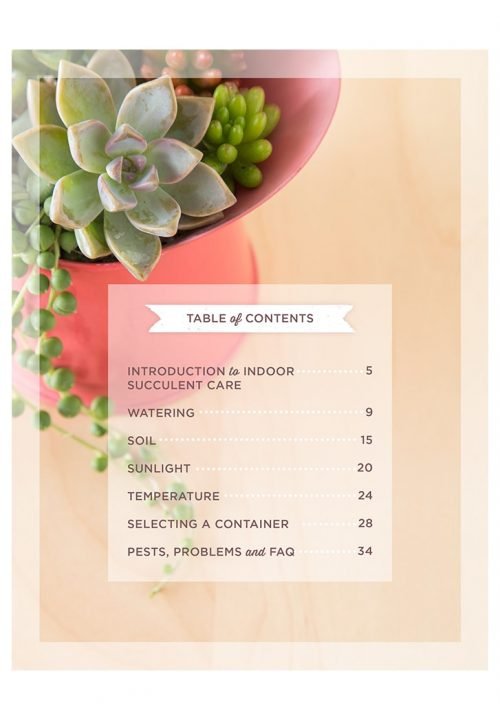 TABLE of CONTENTS
INTRODUCTION to INDOOR 5
SUCCULENT CARE
WATERING 9
SOIL 15
SUNLIGHT 20
TEMPERATURE 24
SELECTING A CONTAINER 28
PESTS, PROBLEMS and FAQ 34